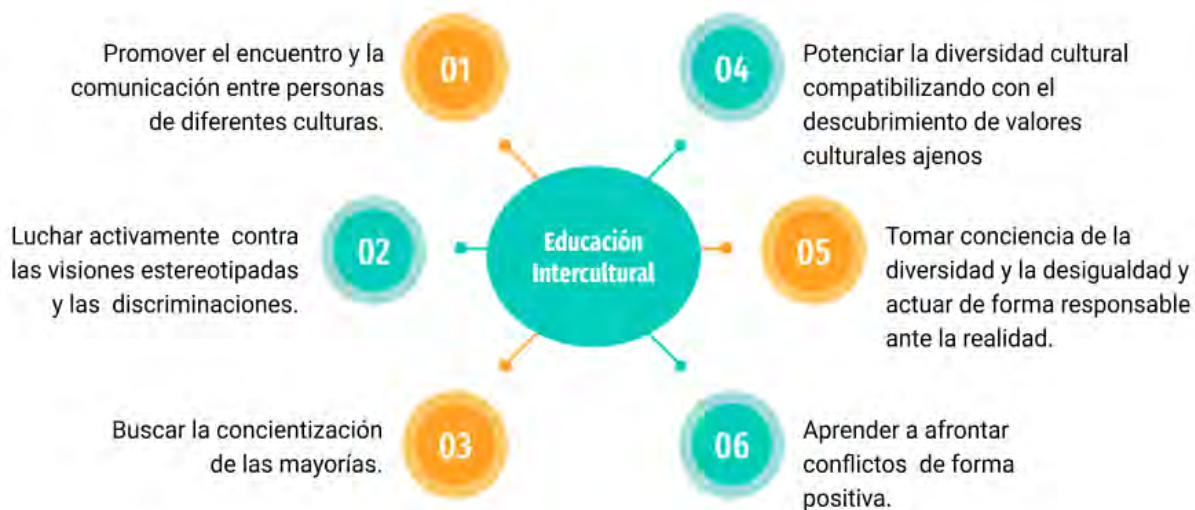 01
Promover el encuentro y la
comunicación entre personas
de diferentes culturas.
02
Luchar activamente contra
las visiones estereotipadas
y las discriminaciones.
03
Buscar la concientización
de las mayorías.
Educación
Intercultural
04
Potenciar la diversidad cultural
compatibilizando con el
descubrimiento de valores
culturales ajenos
05
Tomar conciencia de la
diversidad y la desigualdad y
actuar de forma responsable
ante la realidad.
06
Aprender a afrontar
conflictos de forma
positiva.